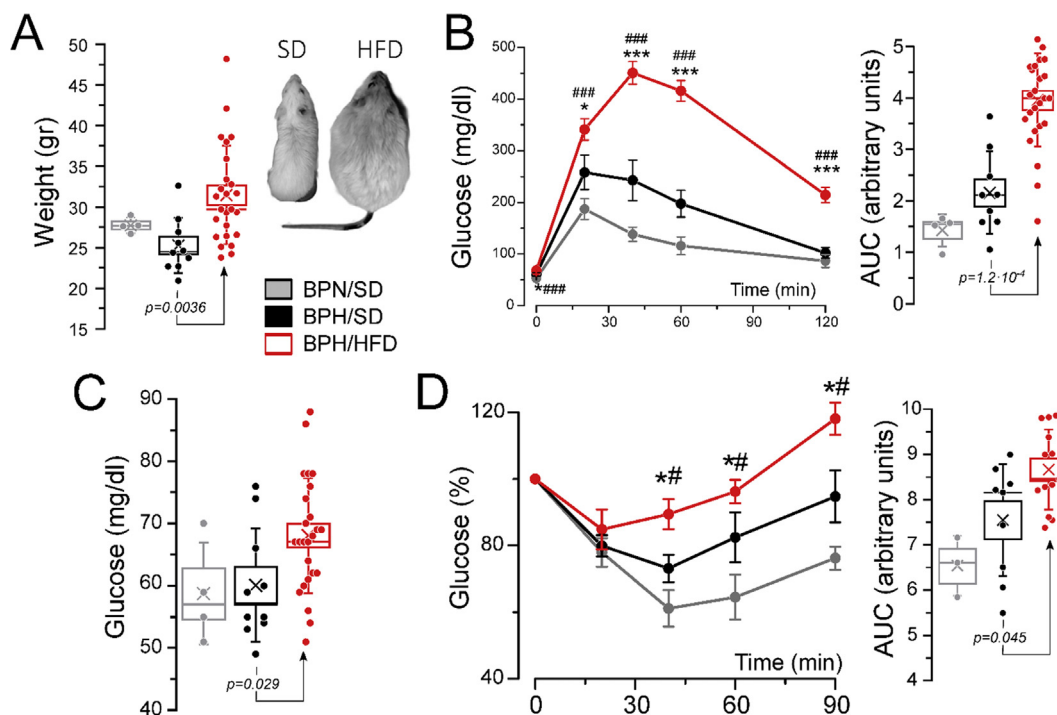 A
Weight (gr)
50
45
40
35
30
25
20
15
p=0.0036
SD HFD
BPN/SD
BPH/SD
BPH/HFD
B
Glucose (mg/dl)
500
400
300
200
100
0
0 30 60 90 120
Time (min)
*###
###
*
###
***
###
***
###
***
AUC (arbitrary units)
5
4
3
2
1
0
p=1.2·10⁻⁴
C
Glucose (mg/dl)
90
80
70
60
50
40
p=0.029
D
Glucose (%)
120
80
40
0 30 60 90
Time (min)
*#
*#
*#
AUC (arbitrary units)
10
9
8
7
6
5
4
p=0.045